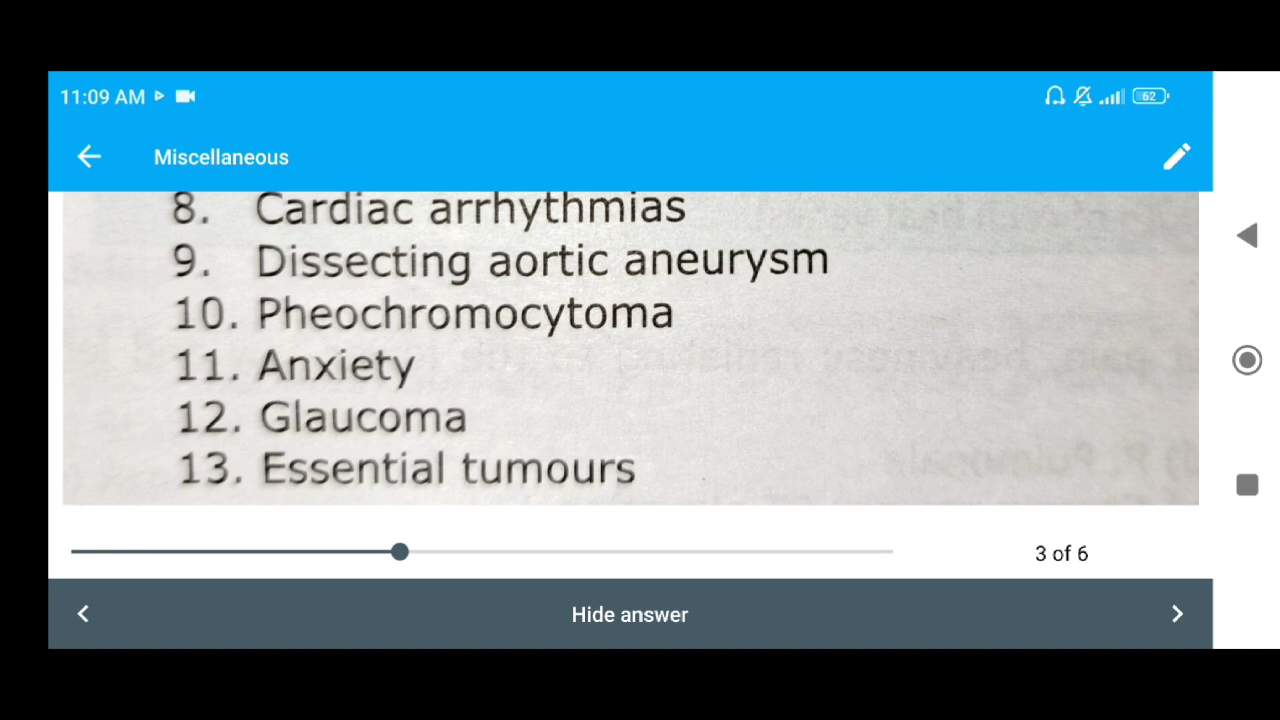 11:09 AM
62
Miscellaneous
8. Cardiac arrhythmias
9. Dissecting aortic aneurysm
10. Pheochromocytoma
11. Anxiety
12. Glaucoma
13. Essential tumours
3 of 6
Hide answer